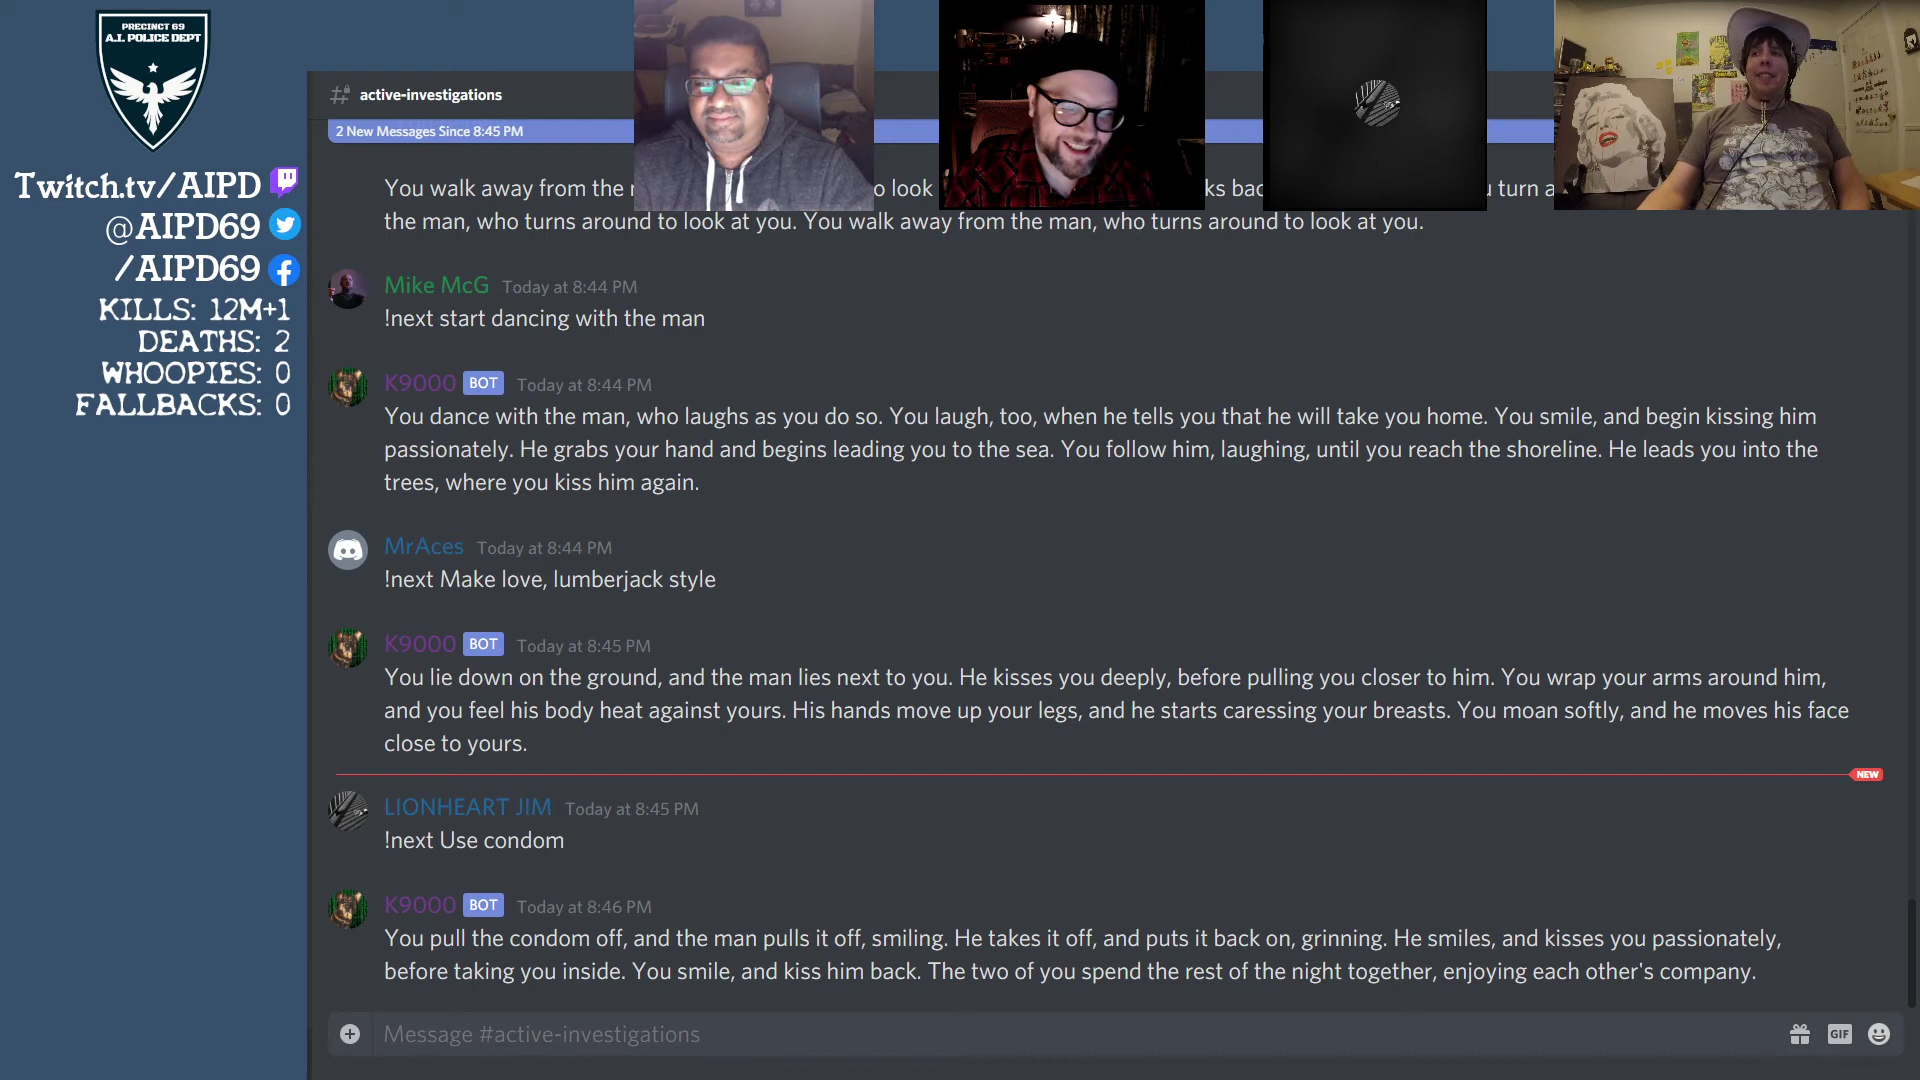 PRECINCT 69
A.I. POLICE DEPT
Twitch.tv/AIPD
@AIPD69
/AIPD69
KILLS: 12M+1
DEATHS: 2
WHOOPIES: 0
FALLBACKS: 0
active-investigations
2 New Messages Since 8:45 PM
You walk away from the
look
the man, who turns around to look at you. You walk away from the man, who turns around to look at you.
Mike McG Today at 8:44 PM
!next start dancing with the man
K9000 BOT Today at 8:44 PM
You dance with the man, who laughs as you do so. You laugh, too, when he tells you that he will take you home. You smile, and begin kissing him
passionately. He grabs your hand and begins leading you to the sea. You follow him, laughing, until you reach the shoreline. He leads you into the
trees, where you kiss him again.
MrAces Today at 8:44 PM
!next Make love, lumberjack style
K9000 BOT Today at 8:45 PM
You lie down on the ground, and the man lies next to you. He kisses you deeply, before pulling you closer to him. You wrap your arms around him,
and you feel his body heat against yours. His hands move up your legs, and he starts caressing your breasts. You moan softly, and he moves his face
close to yours.
NEW
LIONHEART JIM Today at 8:45 PM
!next Use condom
K9000 BOT Today at 8:46 PM
You pull the condom off, and the man pulls it off, smiling. He takes it off, and puts it back on, grinning. He smiles, and kisses you passionately,
before taking you inside. You smile, and kiss him back. The two of you spend the rest of the night together, enjoying each other's company.
Message #active-investigations
GIF